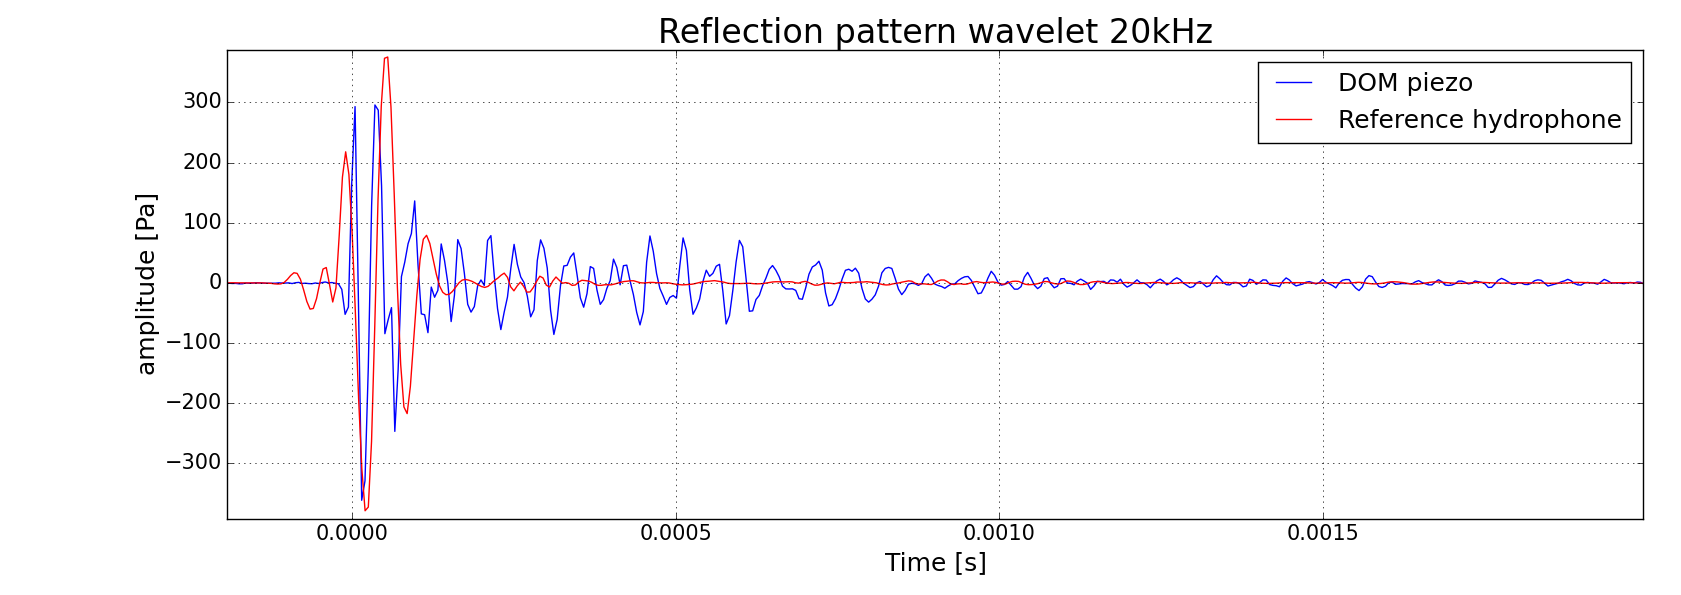 Reflection pattern wavelet 20kHz
DOM piezo
Reference hydrophone
amplitude [Pa]
300
200
100
0
−100
−200
−300
0.0000 0.0005 0.0010 0.0015
Time [s]